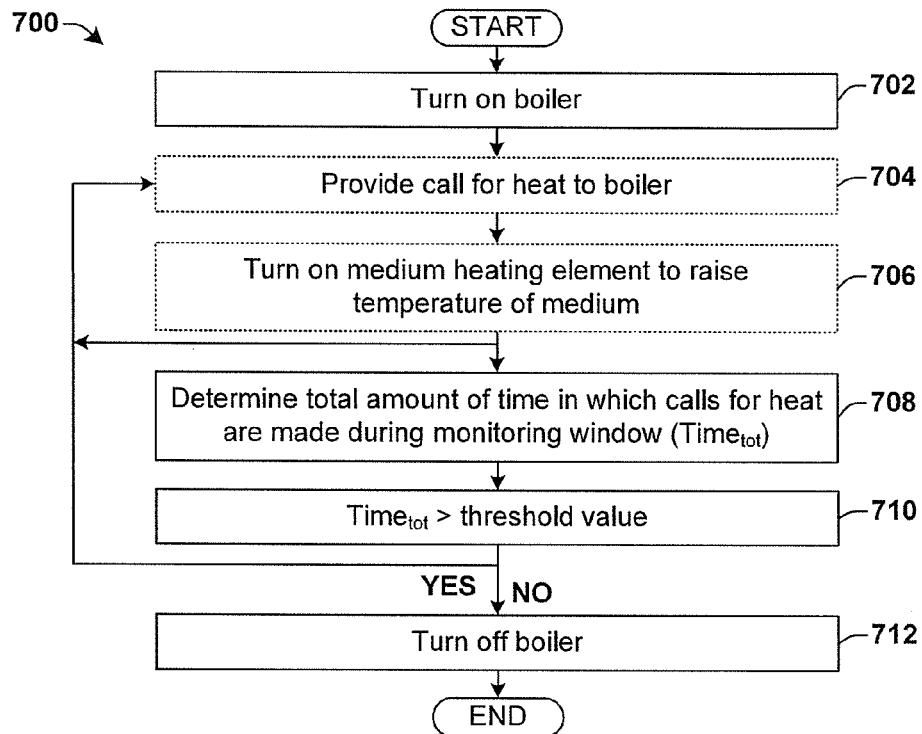 700
START
Turn on boiler
702
Provide call for heat to boiler
704
Turn on medium heating element to raise
temperature of medium
706
Determine total amount of time in which calls for heat
are made during monitoring window (Time_tot)
708
Time_tot > threshold value
710
YES NO
Turn off boiler
712
END